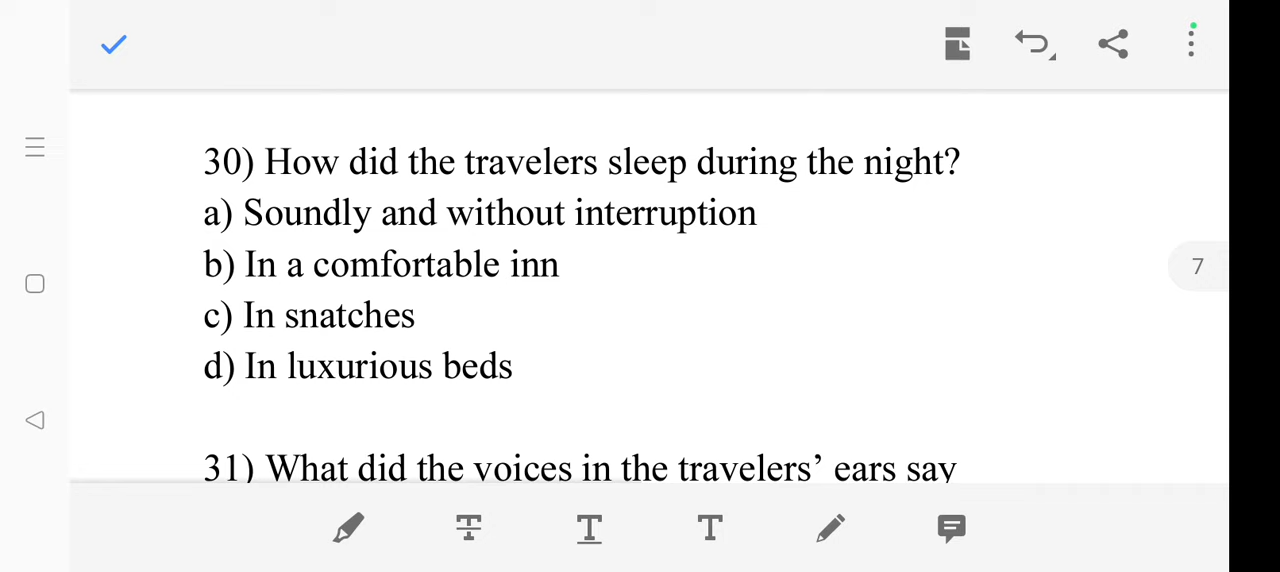 30) How did the travelers sleep during the night?
a) Soundly and without interruption
b) In a comfortable inn
7
c) In snatches
d) In luxurious beds
31) What did the voices in the travelers’ ears say